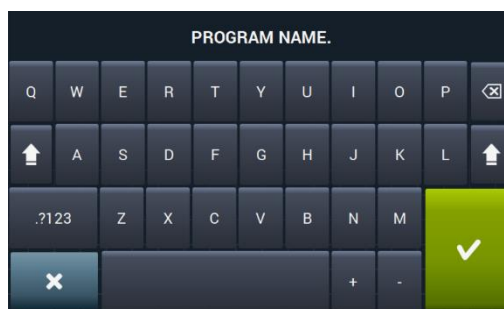 PROGRAM NAME.
Q W E R T Y U I O P
A S D F G H J K L
.?123 Z X C V B N M
+ -